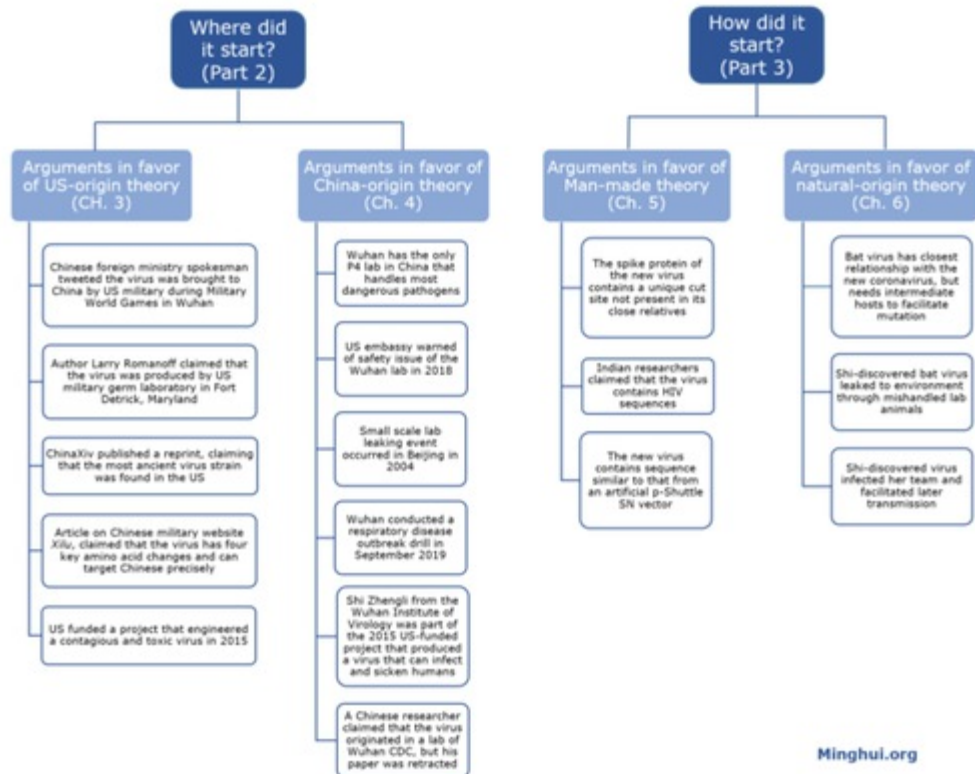 Where did
it start?
(Part 2)
How did it
start?
(Part 3)
Arguments in favor
of US-origin theory
(CH. 3)
Arguments in favor of
China-origin theory
(Ch. 4)
Arguments in favor of
Man-made theory
(Ch. 5)
Arguments in favor of
natural-origin theory
(Ch. 6)
Chinese foreign ministry spokesman
tweeted the virus was brought to
China by US military during Military
World Games in Wuhan
Author Larry Romanoff claimed that
the virus was produced by US
military germ laboratory in Fort
Detrick, Maryland
ChinaXiv published a reprint, claiming
that the most ancient virus strain
was found in the US
Article on Chinese military website
Xilu, claimed that the virus has four
key amino acid changes and can
target Chinese precisely
US funded a project that engineered
a contagious and toxic virus in 2015
Wuhan has the only
P4 lab in China that
handles most
dangerous pathogens
US embassy warned
of safety issue of the
Wuhan lab in 2018
Small scale lab
leaking event
occurred in Beijing in
2004
Wuhan conducted a
respiratory disease
outbreak drill in
September 2019
Shi Zhengli from the
Wuhan Institute of
Virology was part of
the 2015 US-funded
project that produced
a virus that can infect
and sicken humans
A Chinese researcher
claimed that the virus
originated in a lab of
Wuhan CDC, but his
paper was retracted
The spike protein of
the new virus
contains a unique cut
site not present in its
close relatives
Indian researchers
claimed that the virus
contains HIV
sequences
The new virus
contains sequence
similar to that from
an artificial p-Shuttle
SN vector
Bat virus has closest
relationship with the
new coronavirus, but
needs intermediate
hosts to facilitate
mutation
Shi-discovered bat virus
leaked to environment
through mishandled lab
animals
Shi-discovered virus
infected her team and
facilitated later
transmission
Minghui.org